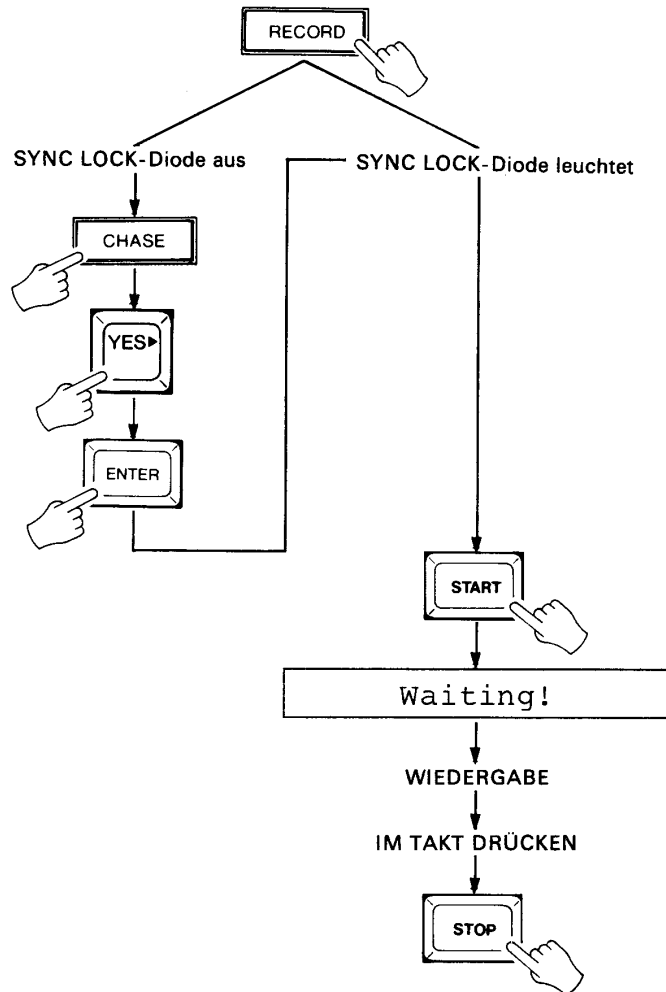 RECORD
SYNC LOCK-Diode aus
SYNC LOCK-Diode leuchtet
CHASE
YES▶
ENTER
START
Waiting!
WIEDERGABE
IM TAKT DRÜCKEN
STOP